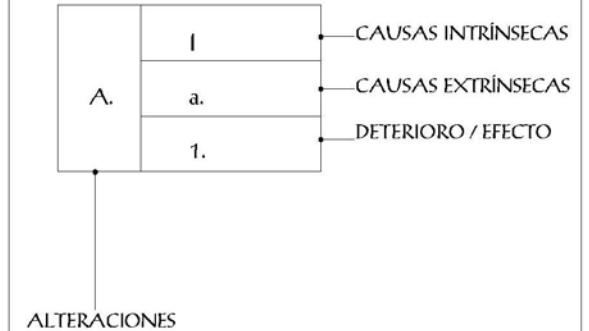 I CAUSAS INTRÍNSECAS
A. a. CAUSAS EXTRÍNSECAS
1. DETERIORO / EFECTO
ALTERACIONES